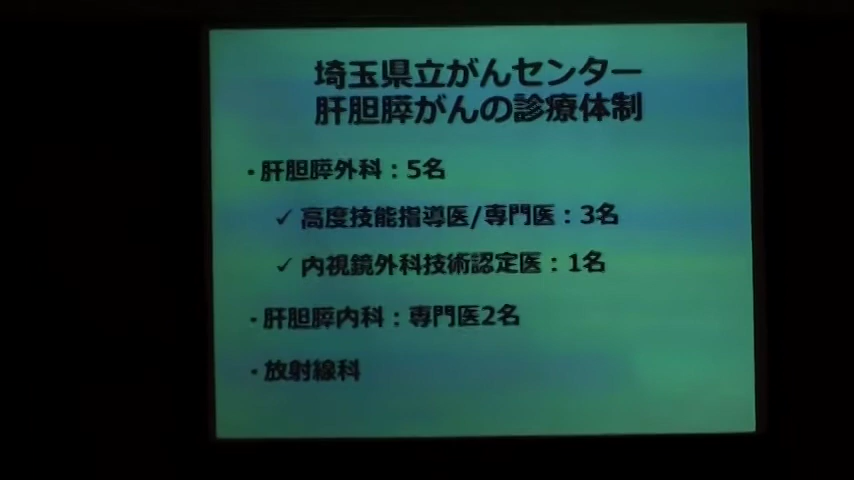 埼玉県立がんセンター
肝胆膵がんの診療体制
・肝胆膵外科：5名
✓ 高度技能指導医/専門医：3名
✓ 内視鏡外科技術認定医：1名
・肝胆膵内科：専門医2名
・放射線科